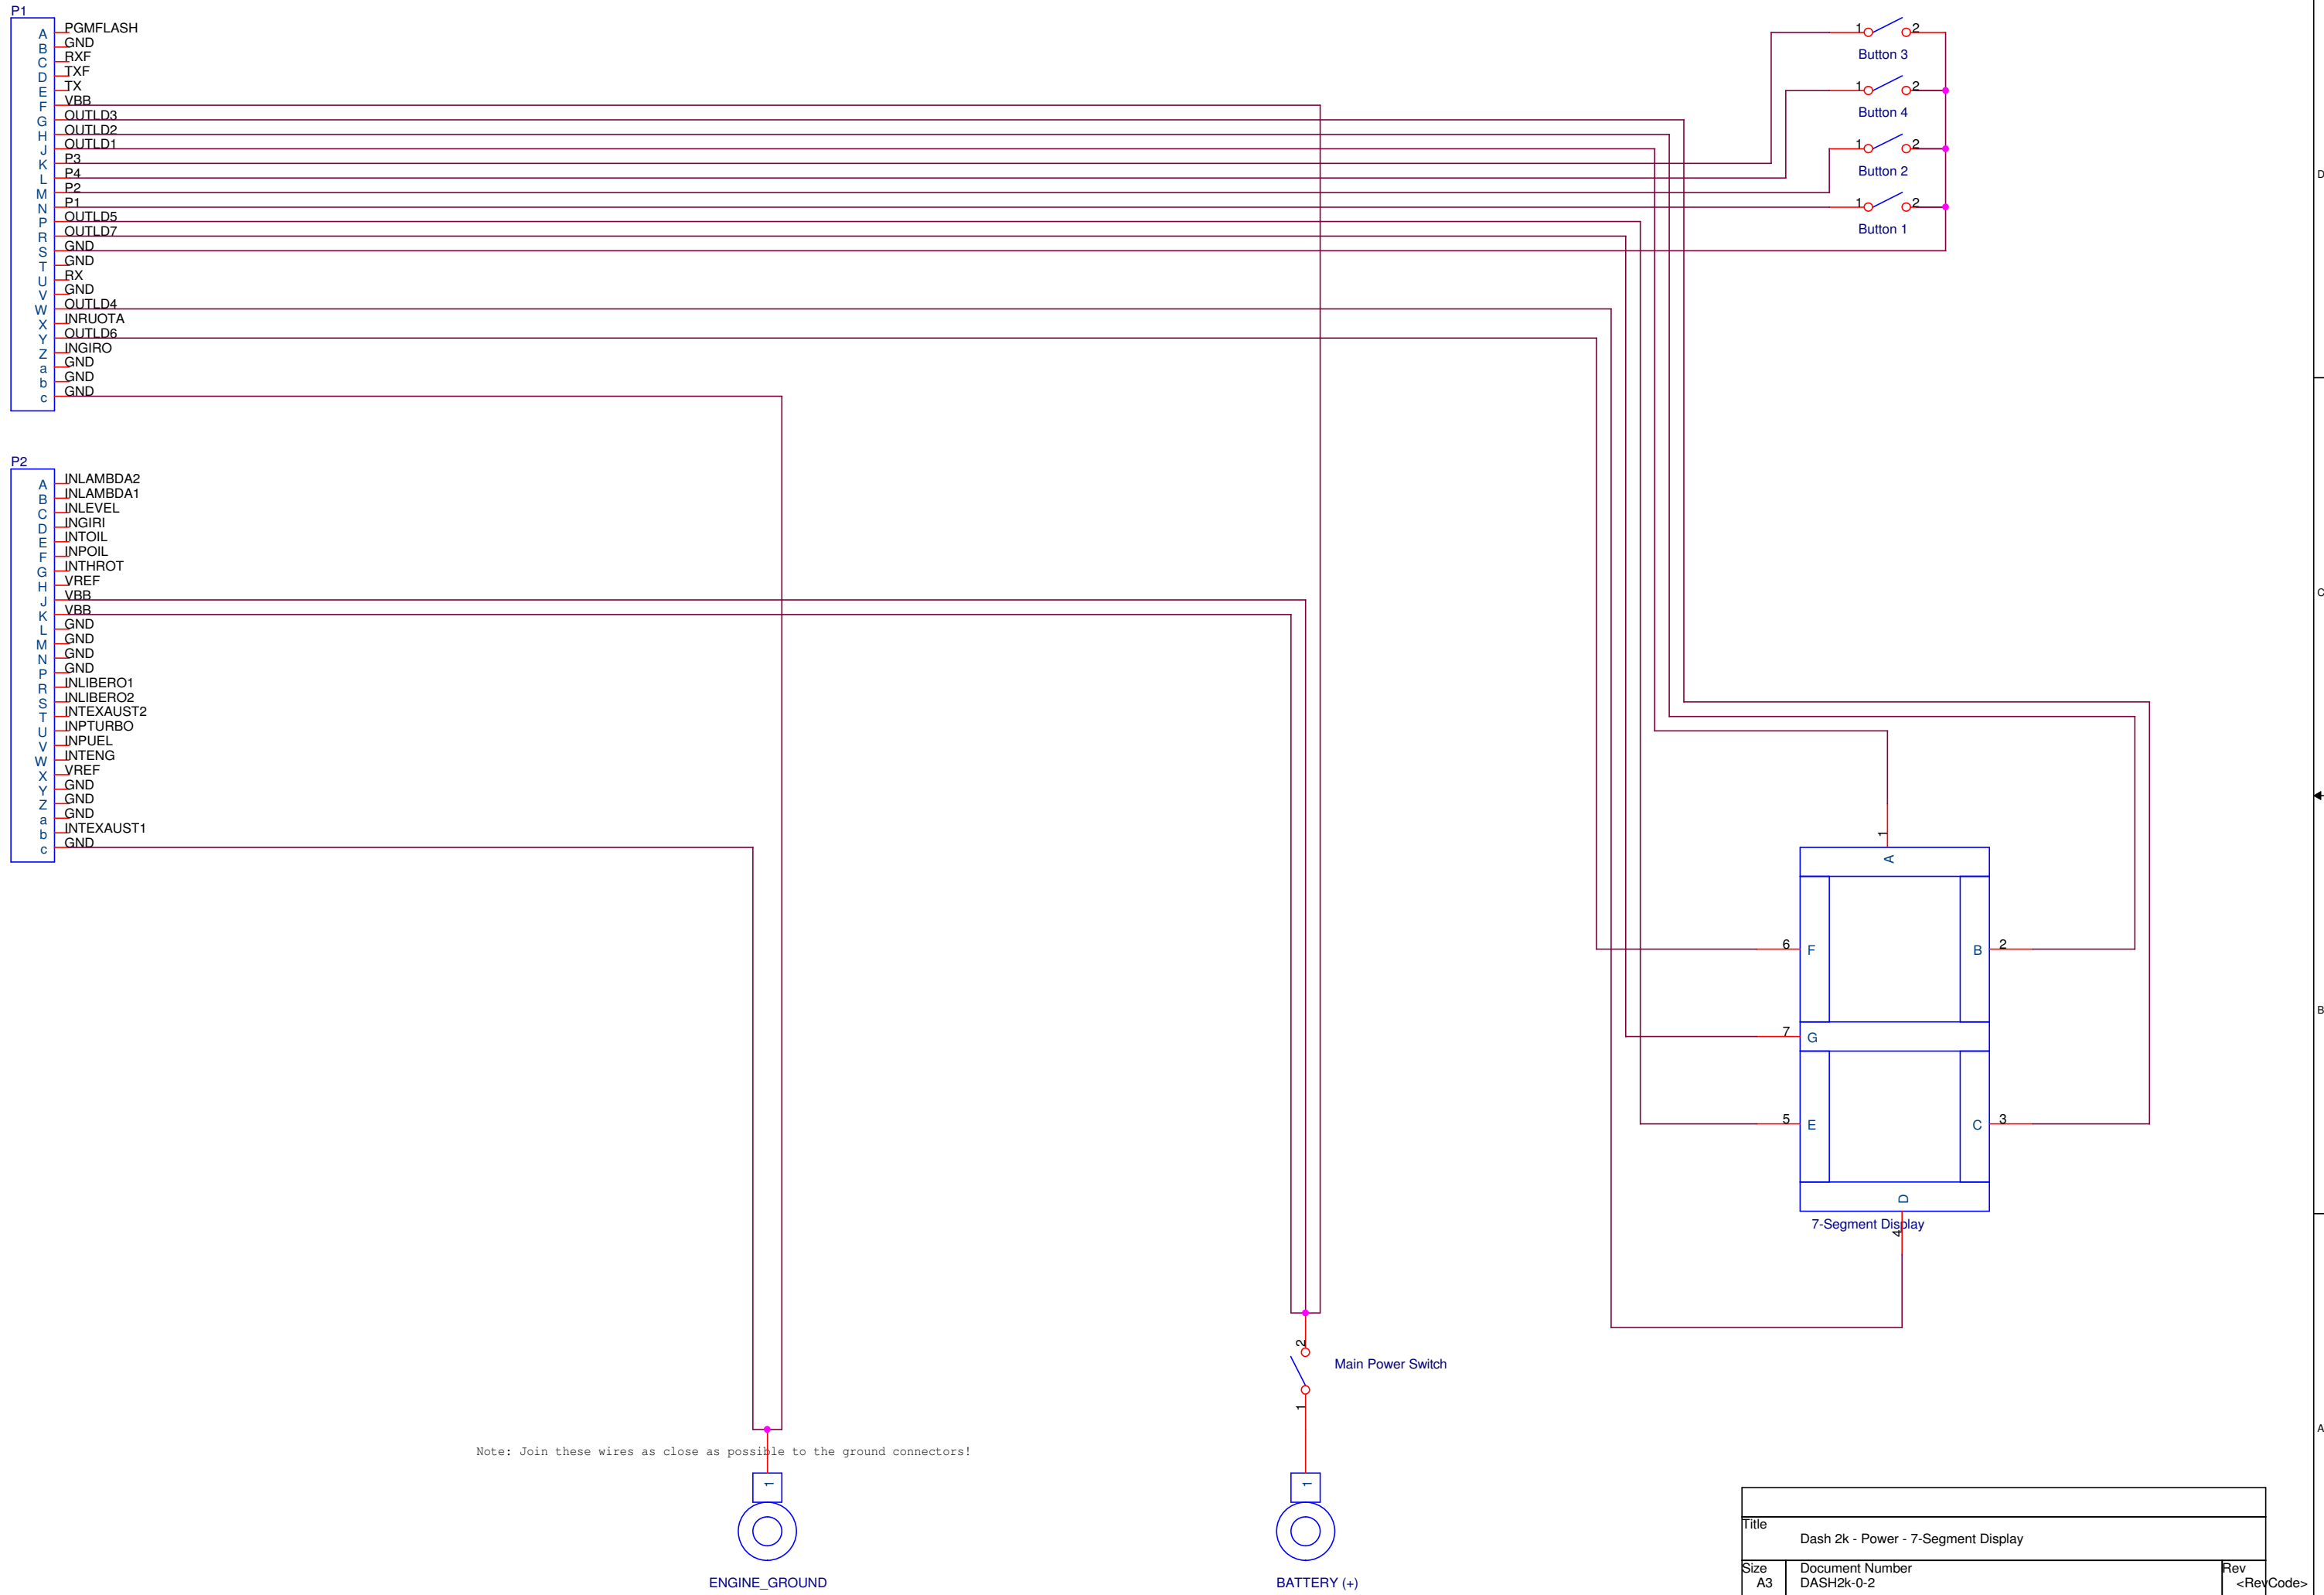 P1
A PGMFLASH
B GND
C RXF
D TXF
E TX
F VBB
G OUTLD3
H OUTLD2
J OUTLD1
K P3
L P4
M P2
N P1
P OUTLD5
R OUTLD7
S GND
T GND
U RX
V GND
W OUTLD4
X INRUOTA
Y OUTLD6
Z INGIRO
a GND
b GND
c GND
1 2
Button 3
1 2
Button 4
1 2
Button 2
1 2
Button 1
D
C
B
A
P2
A INLAMBDA2
B INLAMBDA1
C INLEVEL
D INGIRI
E INTOIL
F INPOIL
G INTHROT
H VREF
J VBB
K VBB
L GND
M GND
N GND
P GND
R INLIBERO1
S INLIBERO2
T INTEXAUST2
U INPTURBO
V INPUEL
W INTENG
X VREF
Y GND
Z GND
a GND
b INTEXAUST1
c GND
1
A
6 F B 2
7 G
5 E C 3
D
7-Segment Display
4
2
Main Power Switch
1
Note: Join these wires as close as possible to the ground connectors!
1
1
ENGINE_GROUND
BATTERY (+)
Title
Dash 2k - Power - 7-Segment Display
Size Document Number Rev
A3 DASH2k-0-2 <RevCode>